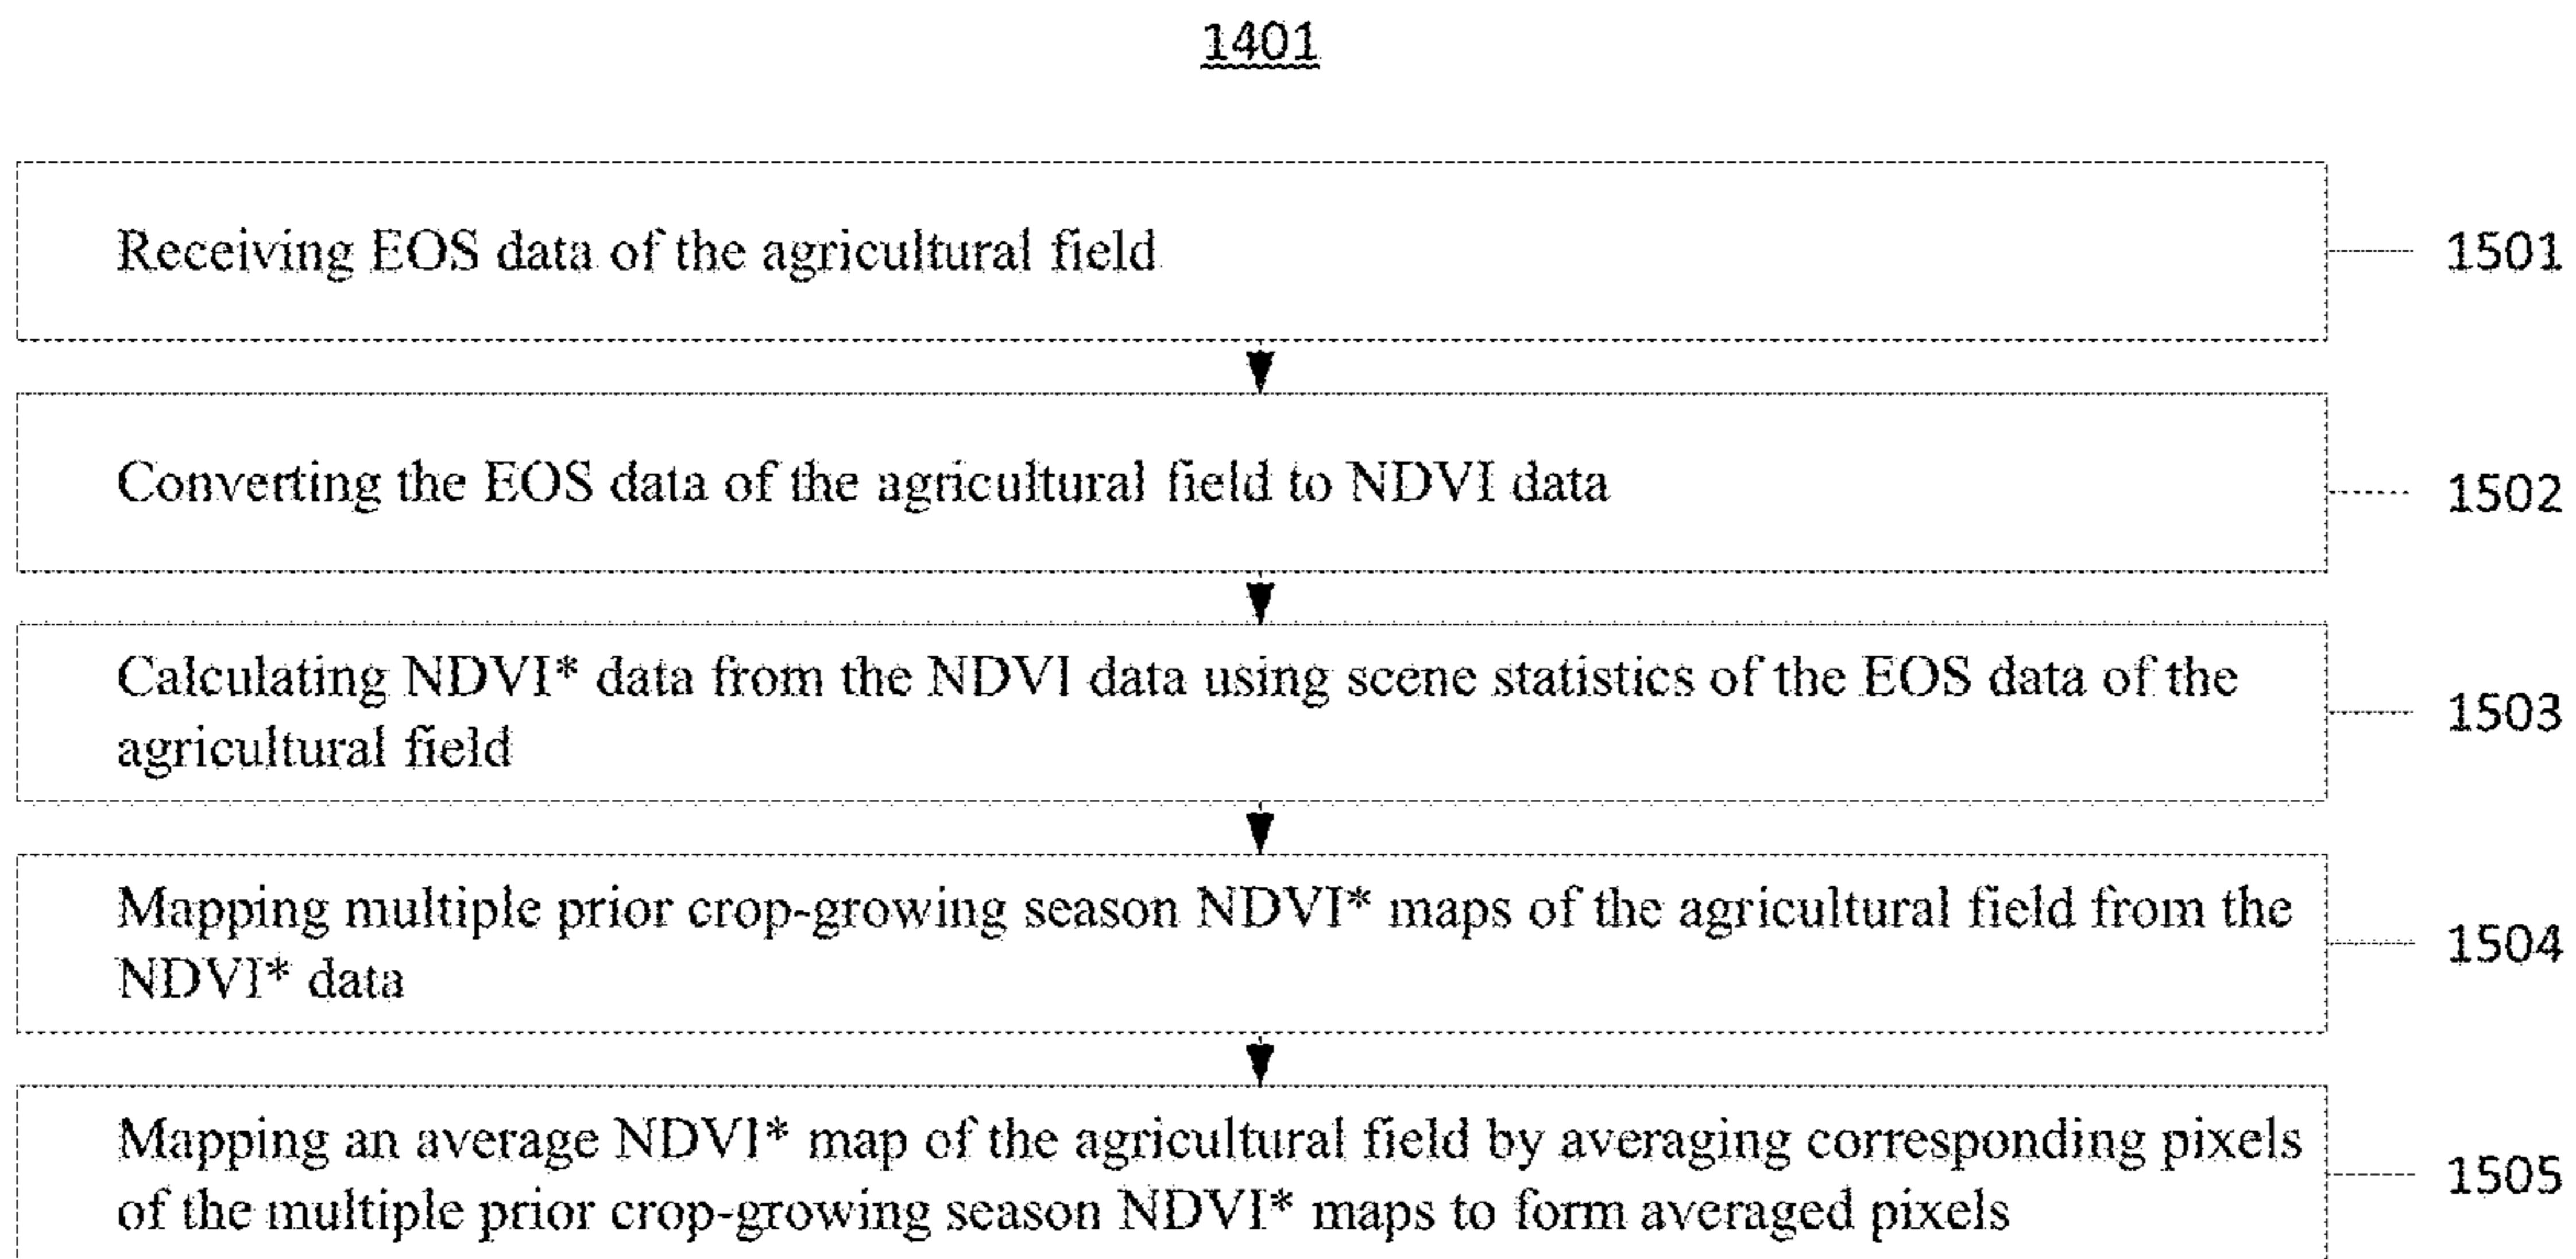 1401
Receiving EOS data of the agricultural field
1501
Converting the EOS data of the agricultural field to NDVI data
1502
Calculating NDVI* data from the NDVI data using scene statistics of the EOS data of the
agricultural field
1503
Mapping multiple prior crop-growing season NDVI* maps of the agricultural field from the
NDVI* data
1504
Mapping an average NDVI* map of the agricultural field by averaging corresponding pixels
of the multiple prior crop-growing season NDVI* maps to form averaged pixels
1505